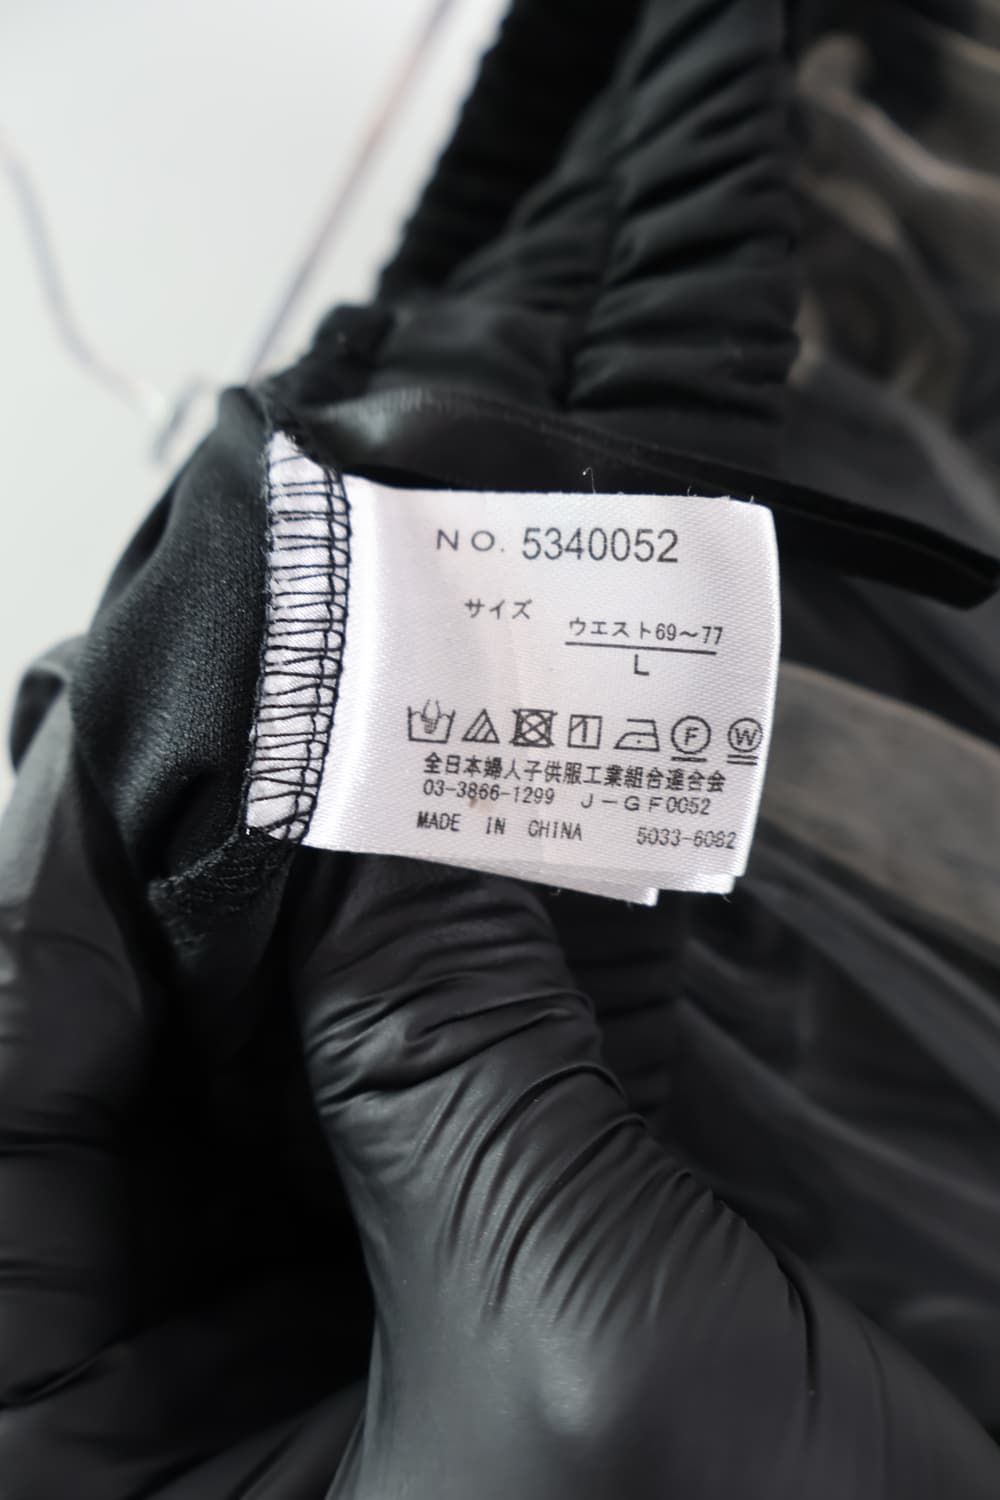 NO. 5340052
サイズ
ウエスト69～77
L
F W
全日本婦人子供服工業組合連合会
03-3866-1299 J-GF0052
MADE IN CHINA 5033-6082